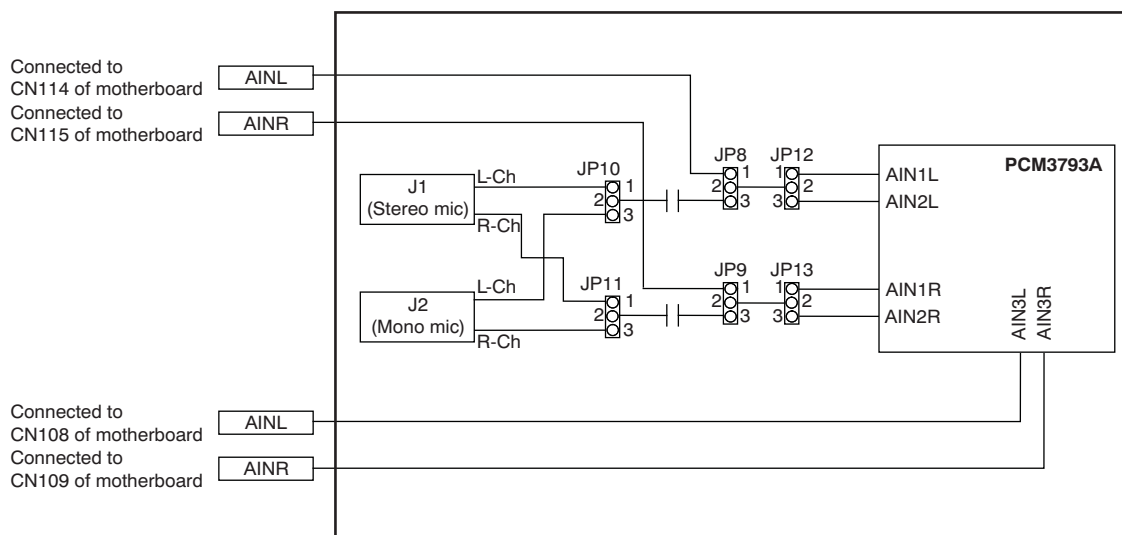 Connected to
CN114 of motherboard
AINL
Connected to
CN115 of motherboard
AINR
J1
(Stereo mic)
L-Ch
R-Ch
J2
(Mono mic)
L-Ch
R-Ch
JP10
1
2
3
JP11
1
2
3
JP8
1
2
3
JP12
1
2
3
JP9
1
2
3
JP13
1
2
3
PCM3793A
AIN1L
AIN2L
AIN1R
AIN2R
AIN3L
AIN3R
Connected to
CN108 of motherboard
AINL
Connected to
CN109 of motherboard
AINR